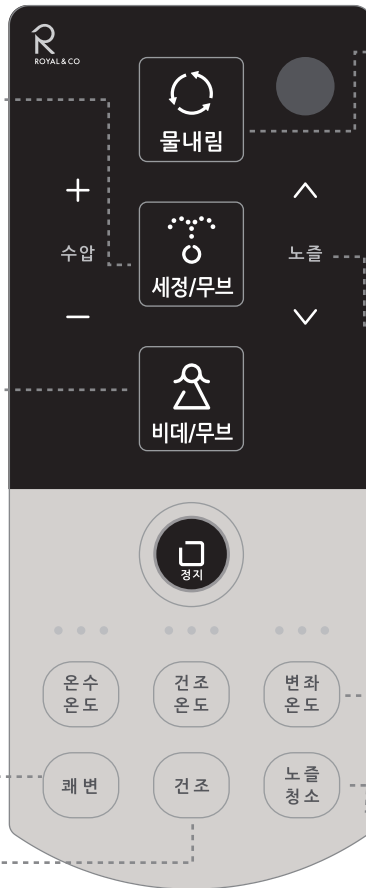 R
ROYAL & CO
물내림
+
수압
−
세정/무브
노즐
비데/무브
정지
온수
온도
건조
온도
변좌
온도
쾌변
건조
노즐
청소